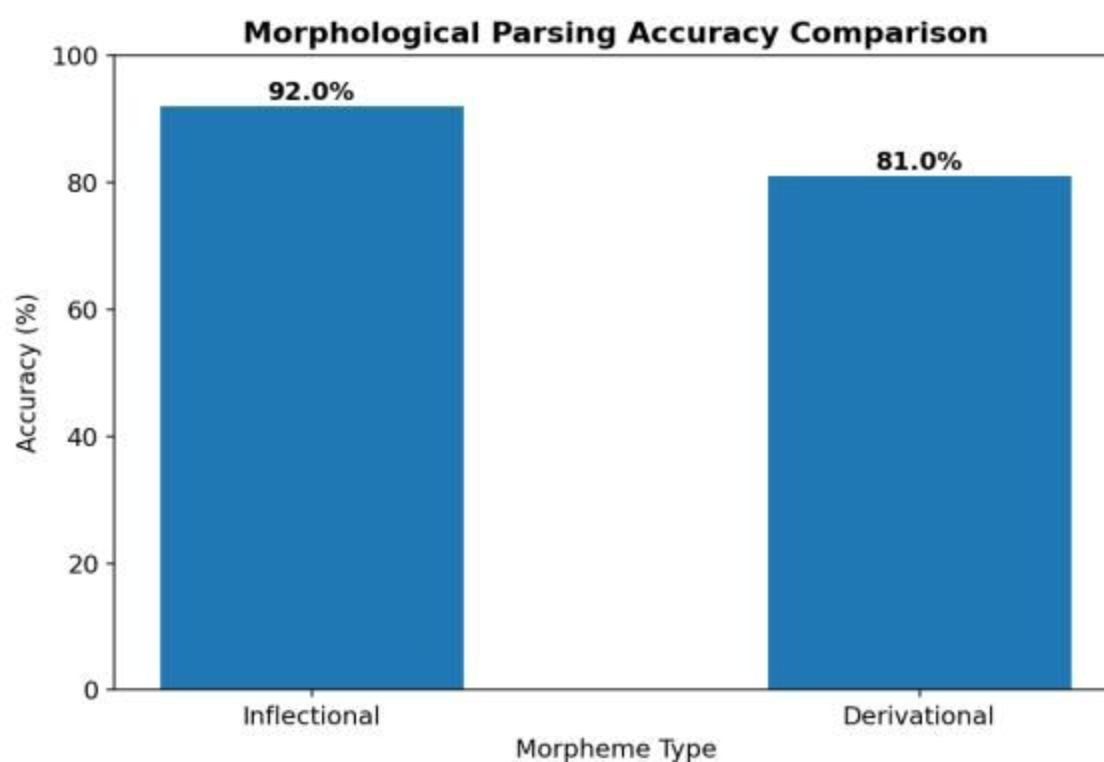 Morphological Parsing Accuracy Comparison
100
92.0%
81.0%
80
60
40
20
0
Accuracy (%)
Inflectional
Derivational
Morpheme Type